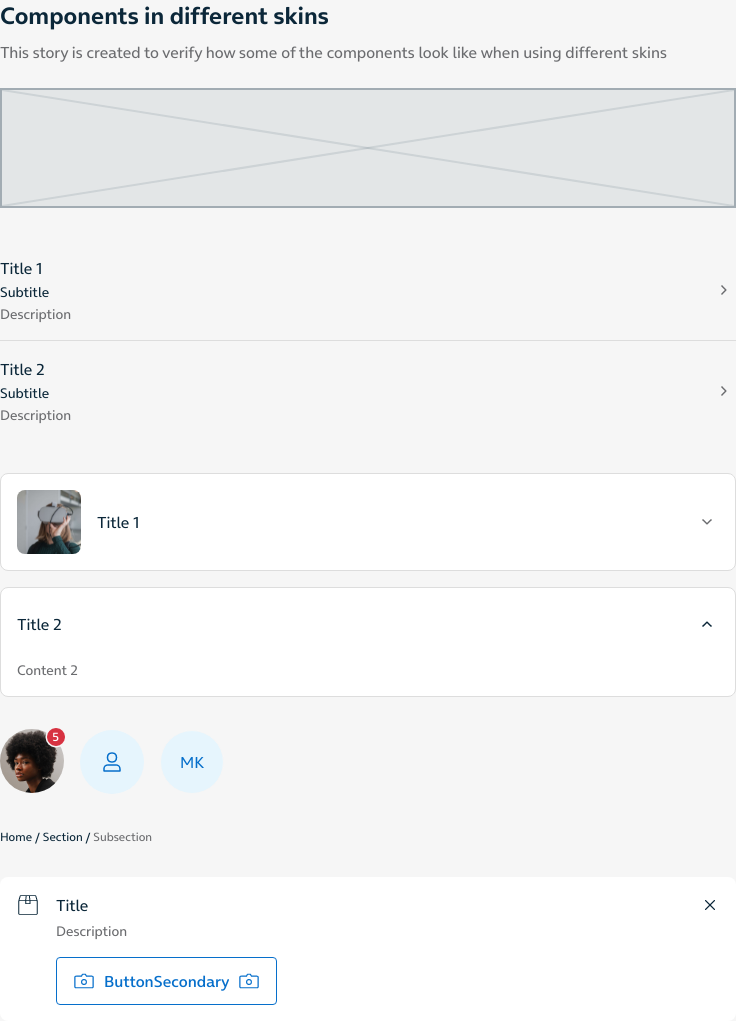 Components in different skins
This story is created to verify how some of the components look like when using different skins
Title 1
Subtitle
Description
Title 2
Subtitle
Description
Title 1
Title 2
Content 2
5
MK
Home / Section / Subsection
Title
Description
ButtonSecondary